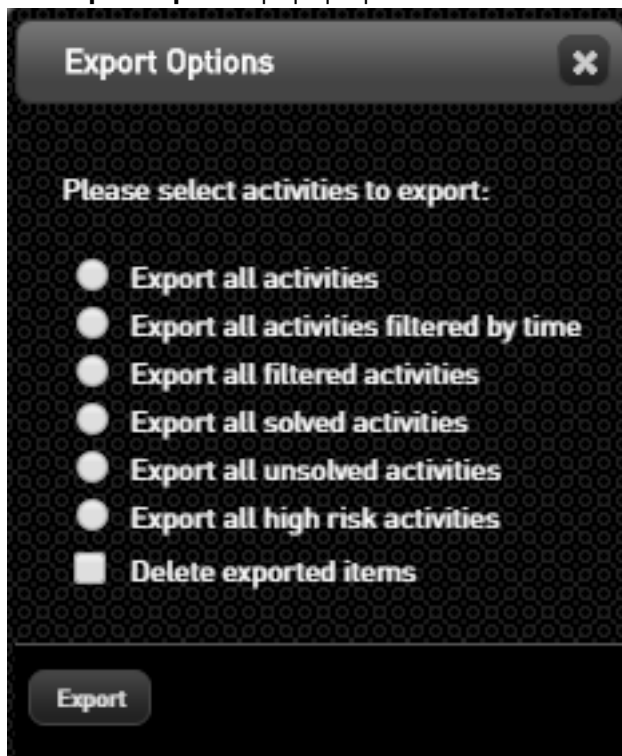 Export Options
Please select activities to export:
Export all activities
Export all activities filtered by time
Export all filtered activities
Export all solved activities
Export all unsolved activities
Export all high risk activities
Delete exported items
Export